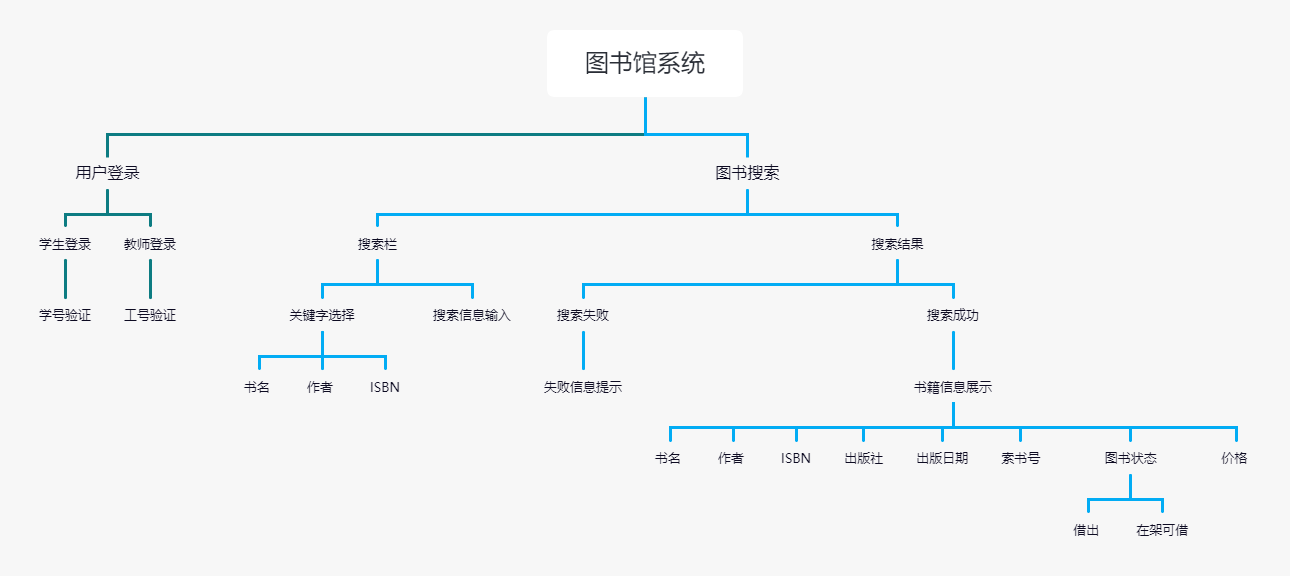 图书馆系统
用户登录
图书搜索
学生登录
教师登录
搜索栏
搜索结果
学号验证
工号验证
关键字选择
搜索信息输入
搜索失败
搜索成功
书名
作者
ISBN
失败信息提示
书籍信息展示
书名
作者
ISBN
出版社
出版日期
索书号
图书状态
价格
借出
在架可借